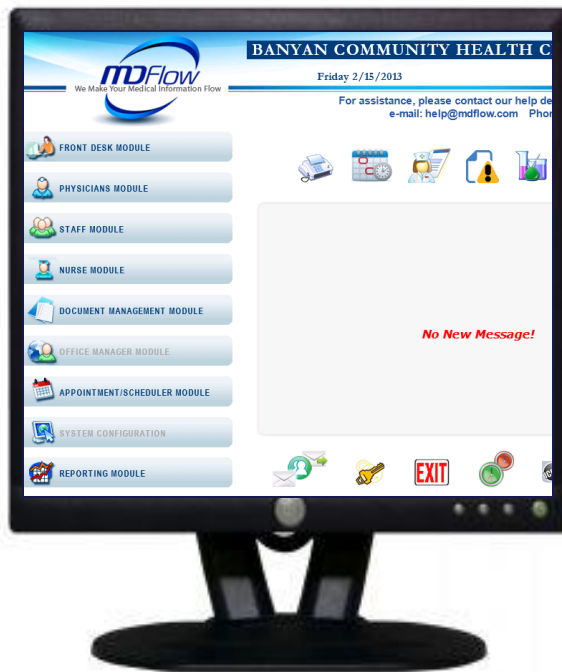 BANYAN COMMUNITY HEALTH C
MDFlow
We Make Your Medical Information Flow
Friday 2/15/2013
For assistance, please contact our help de
e-mail: help@mdflow.com Phor
FRONT DESK MODULE
PHYSICIANS MODULE
STAFF MODULE
NURSE MODULE
DOCUMENT MANAGEMENT MODULE
No New Message!
OFFICE MANAGER MODULE
APPOINTMENT/SCHEDULER MODULE
SYSTEM CONFIGURATION
REPORTING MODULE
EXIT